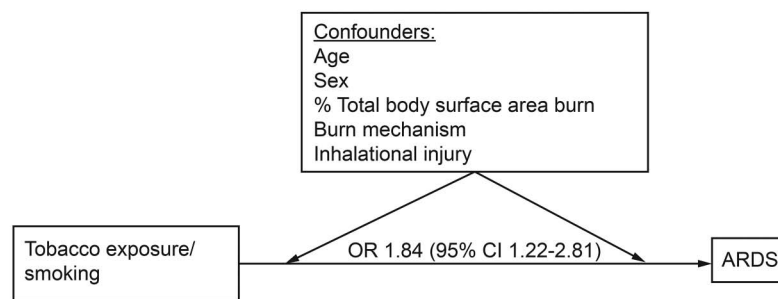 Confounders:
Age
Sex
% Total body surface area burn
Burn mechanism
Inhalational injury
Tobacco exposure/
smoking
OR 1.84 (95% CI 1.22-2.81)
ARDS